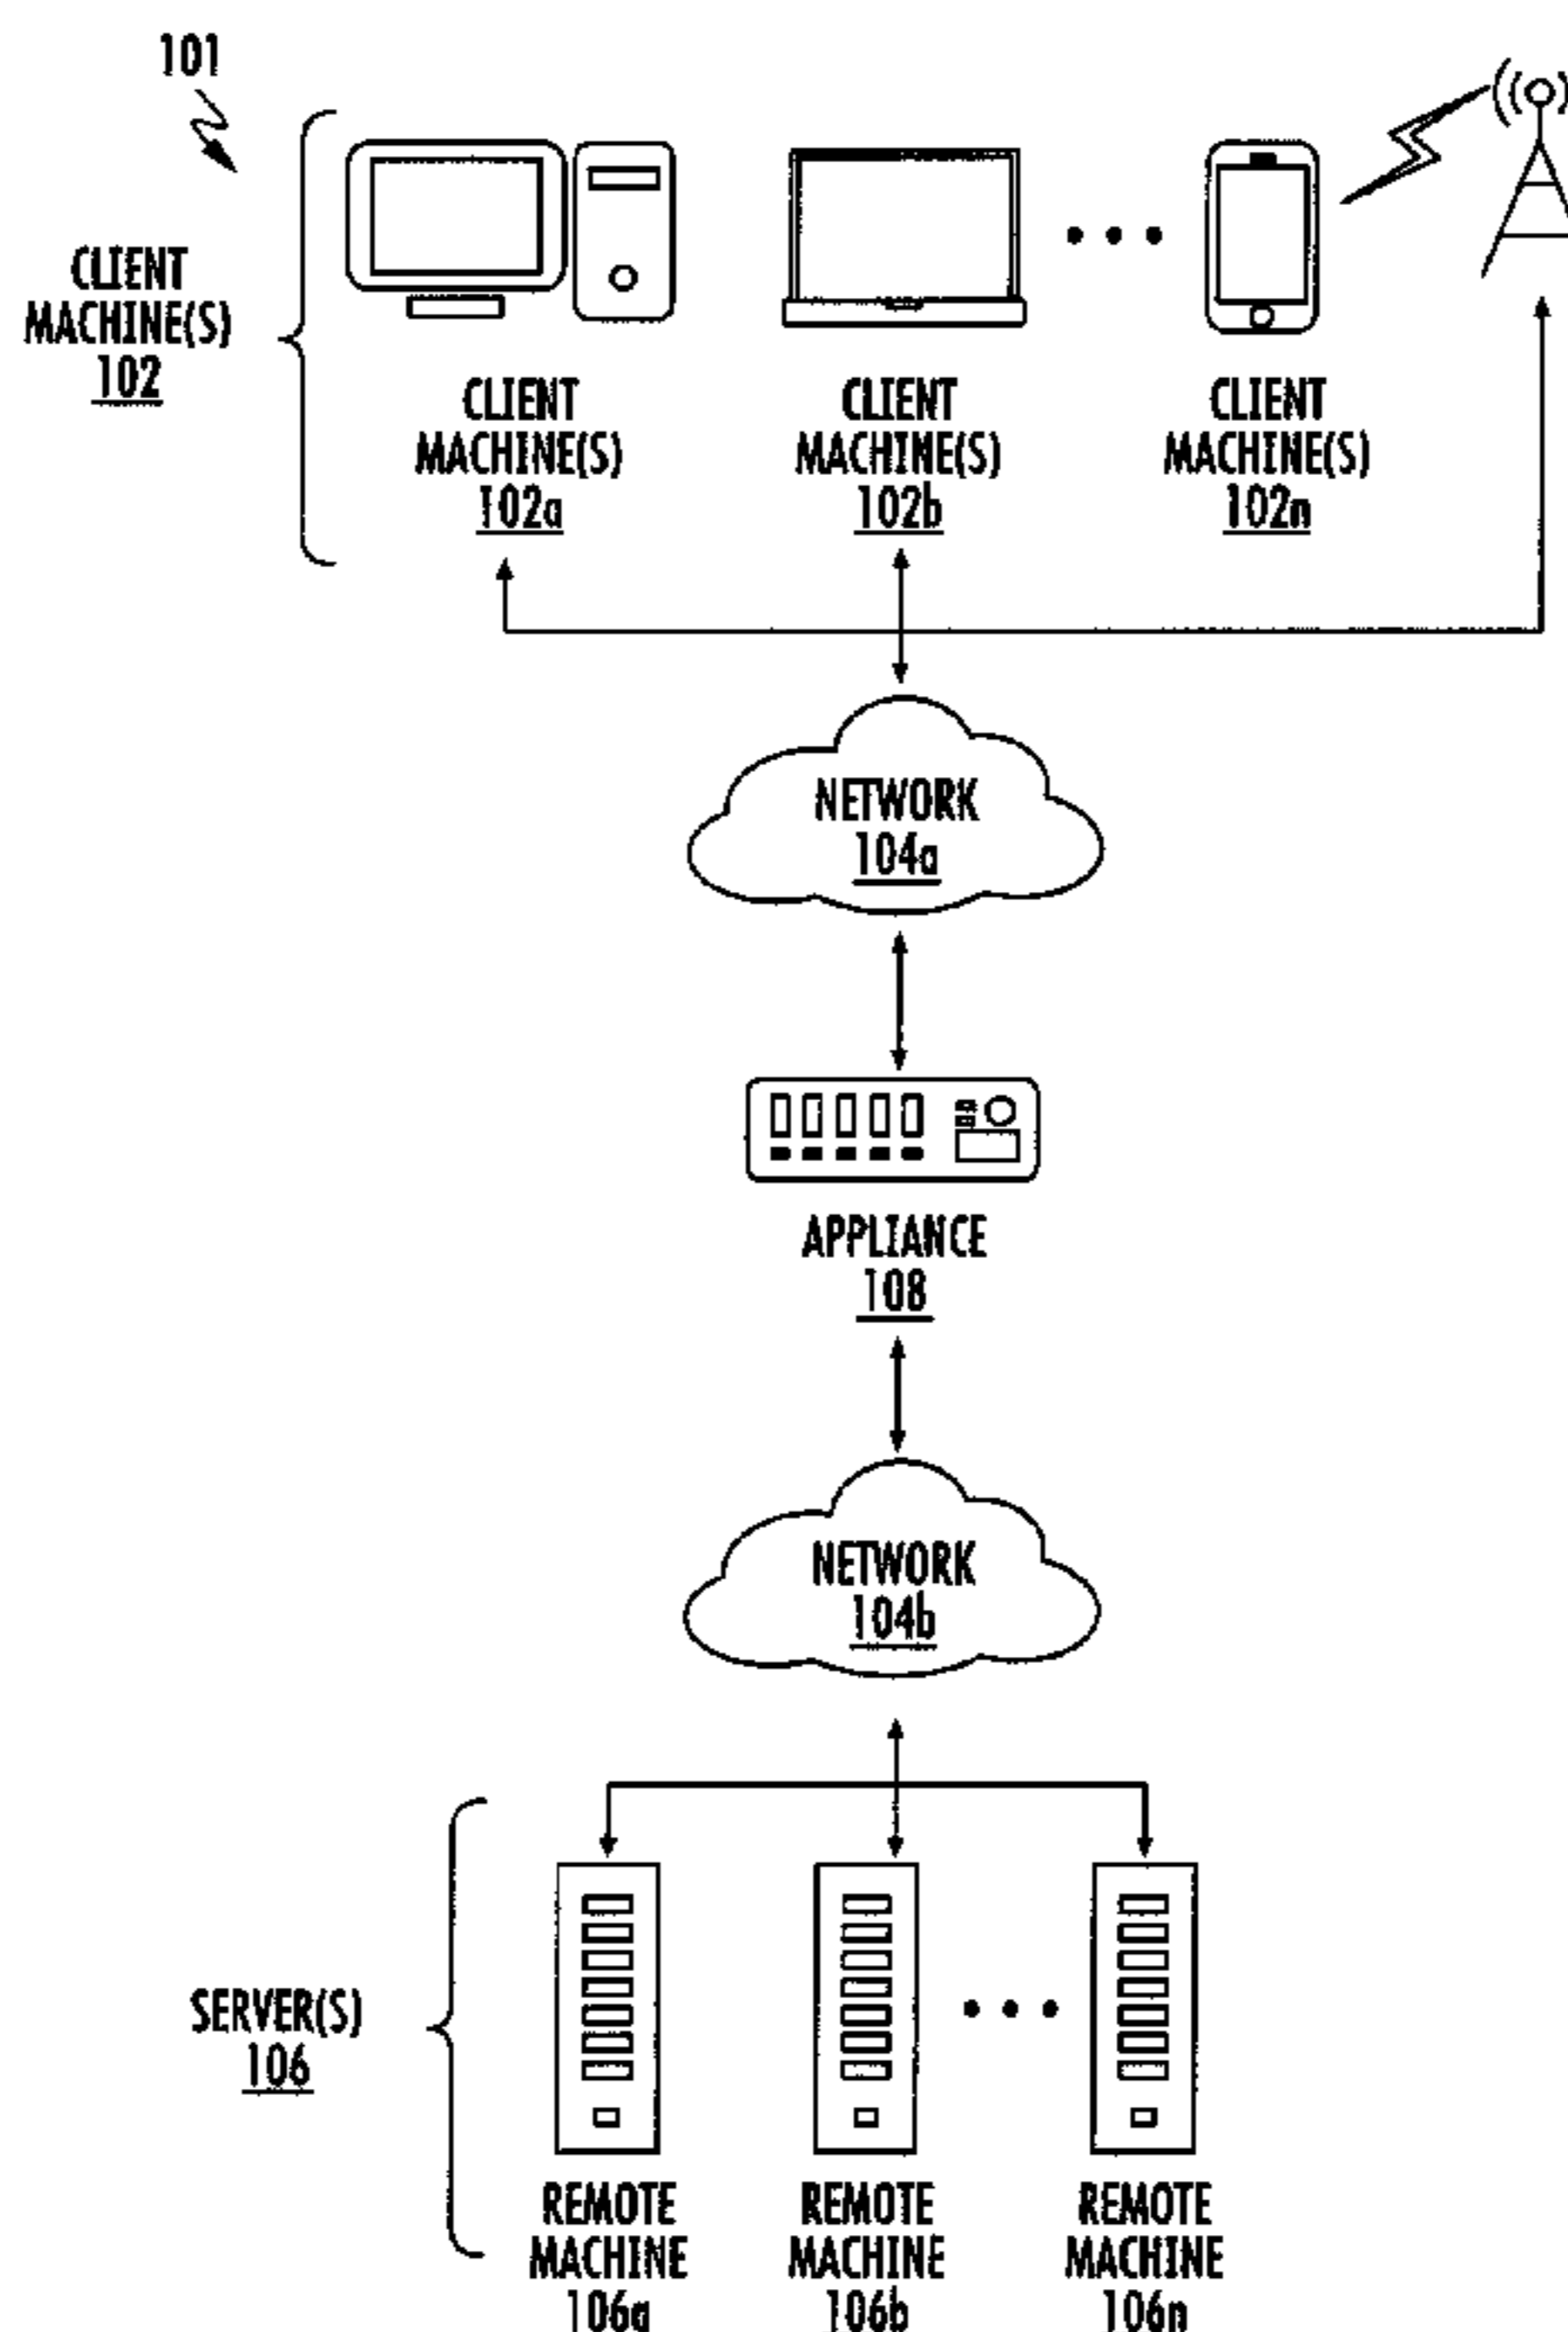 101
CLIENT
MACHINE(S)
102
CLIENT
MACHINE(S)
102a
CLIENT
MACHINE(S)
102b
CLIENT
MACHINE(S)
102n
NETWORK
104a
APPLIANCE
108
NETWORK
104b
SERVER(S)
106
REMOTE
MACHINE
106a
REMOTE
MACHINE
106b
REMOTE
MACHINE
106n